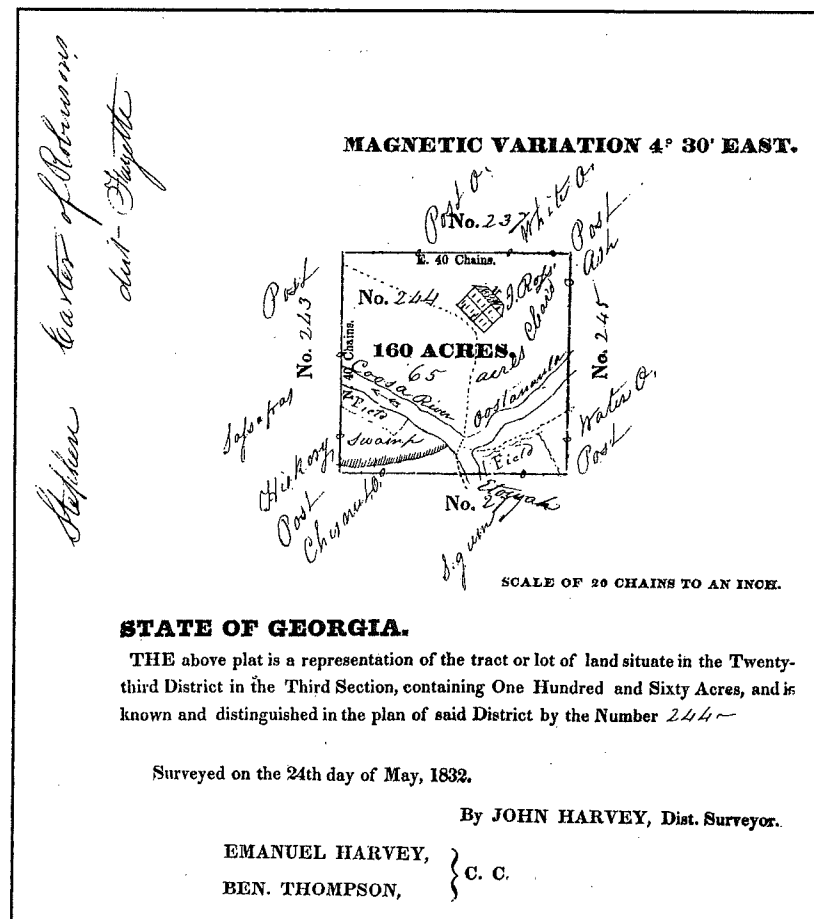 Stephen Carter of Robinsons
dist - Fayette
MAGNETIC VARIATION 4° 30' EAST.
Post O.
No. 237
White O.
Post
Ash
E. 40 Chains.
Post
No. 243
N. 40 Chains.
No. 244
J. Ross.
160 ACRES.
65 acres Cleard
No. 245
Coosa River
Oostanaula
Field
Swamp
Field
Sassafras
Hickory,
Post
Chesnut O.
Water O.
Post
No. 2
Etowah
S. gum
SCALE OF 20 CHAINS TO AN INCH.
STATE OF GEORGIA.
THE above plat is a representation of the tract or lot of land situate in the Twenty-
third District in the Third Section, containing One Hundred and Sixty Acres, and is
known and distinguished in the plan of said District by the Number 244~
Surveyed on the 24th day of May, 1832.
By JOHN HARVEY, Dist. Surveyor.
EMANUEL HARVEY,
BEN. THOMPSON,
} C. C.